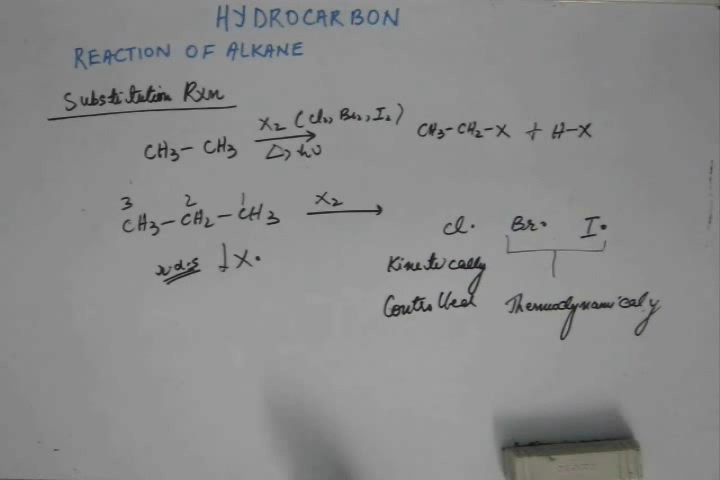 HYDROCARBON
REACTION OF ALKANE
Substitution Rxn
CH3-CH3 X2 (Cl2, Br2, I2) Δ, hν CH3-CH2-X + H-X
3 2 1
CH3-CH2-CH3 X2
Cl. Br. I.
r.d.s ↓X.
Kinetically
Controlled Thermodynamically